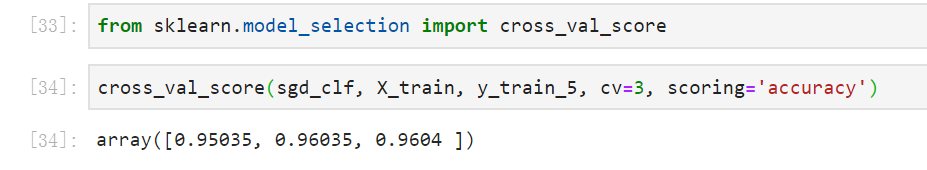 [33]: from sklearn.model_selection import cross_val_score
[34]: cross_val_score(sgd_clf, X_train, y_train_5, cv=3, scoring='accuracy')
[34]: array([0.95035, 0.96035, 0.9604 ])